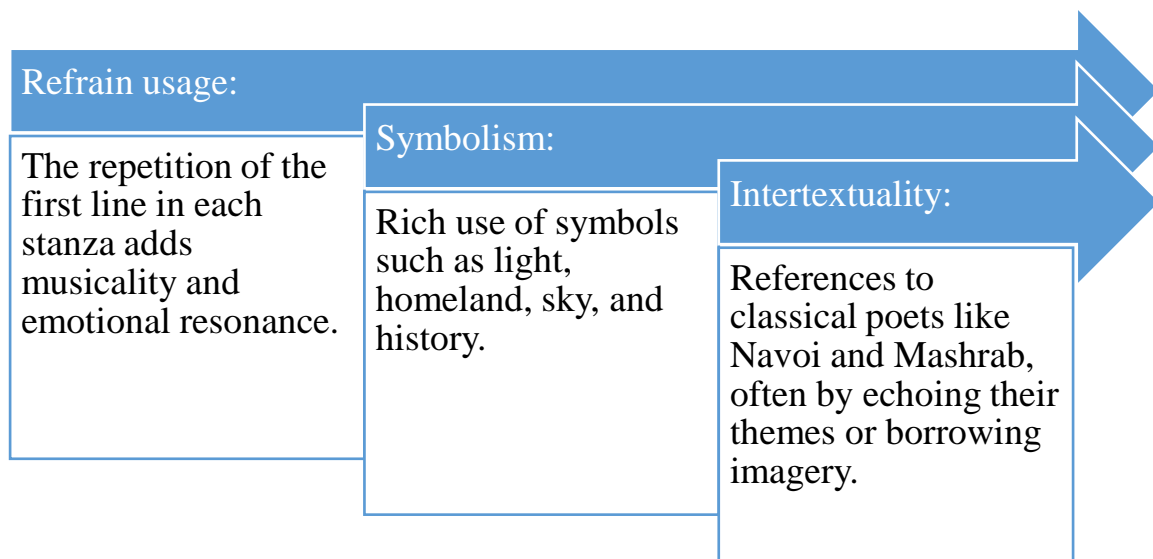 Refrain usage:
The repetition of the
first line in each
stanza adds
musicality and
emotional resonance.
Symbolism:
Rich use of symbols
such as light,
homeland, sky, and
history.
Intertextuality:
References to
classical poets like
Navoi and Mashrab,
often by echoing their
themes or borrowing
imagery.